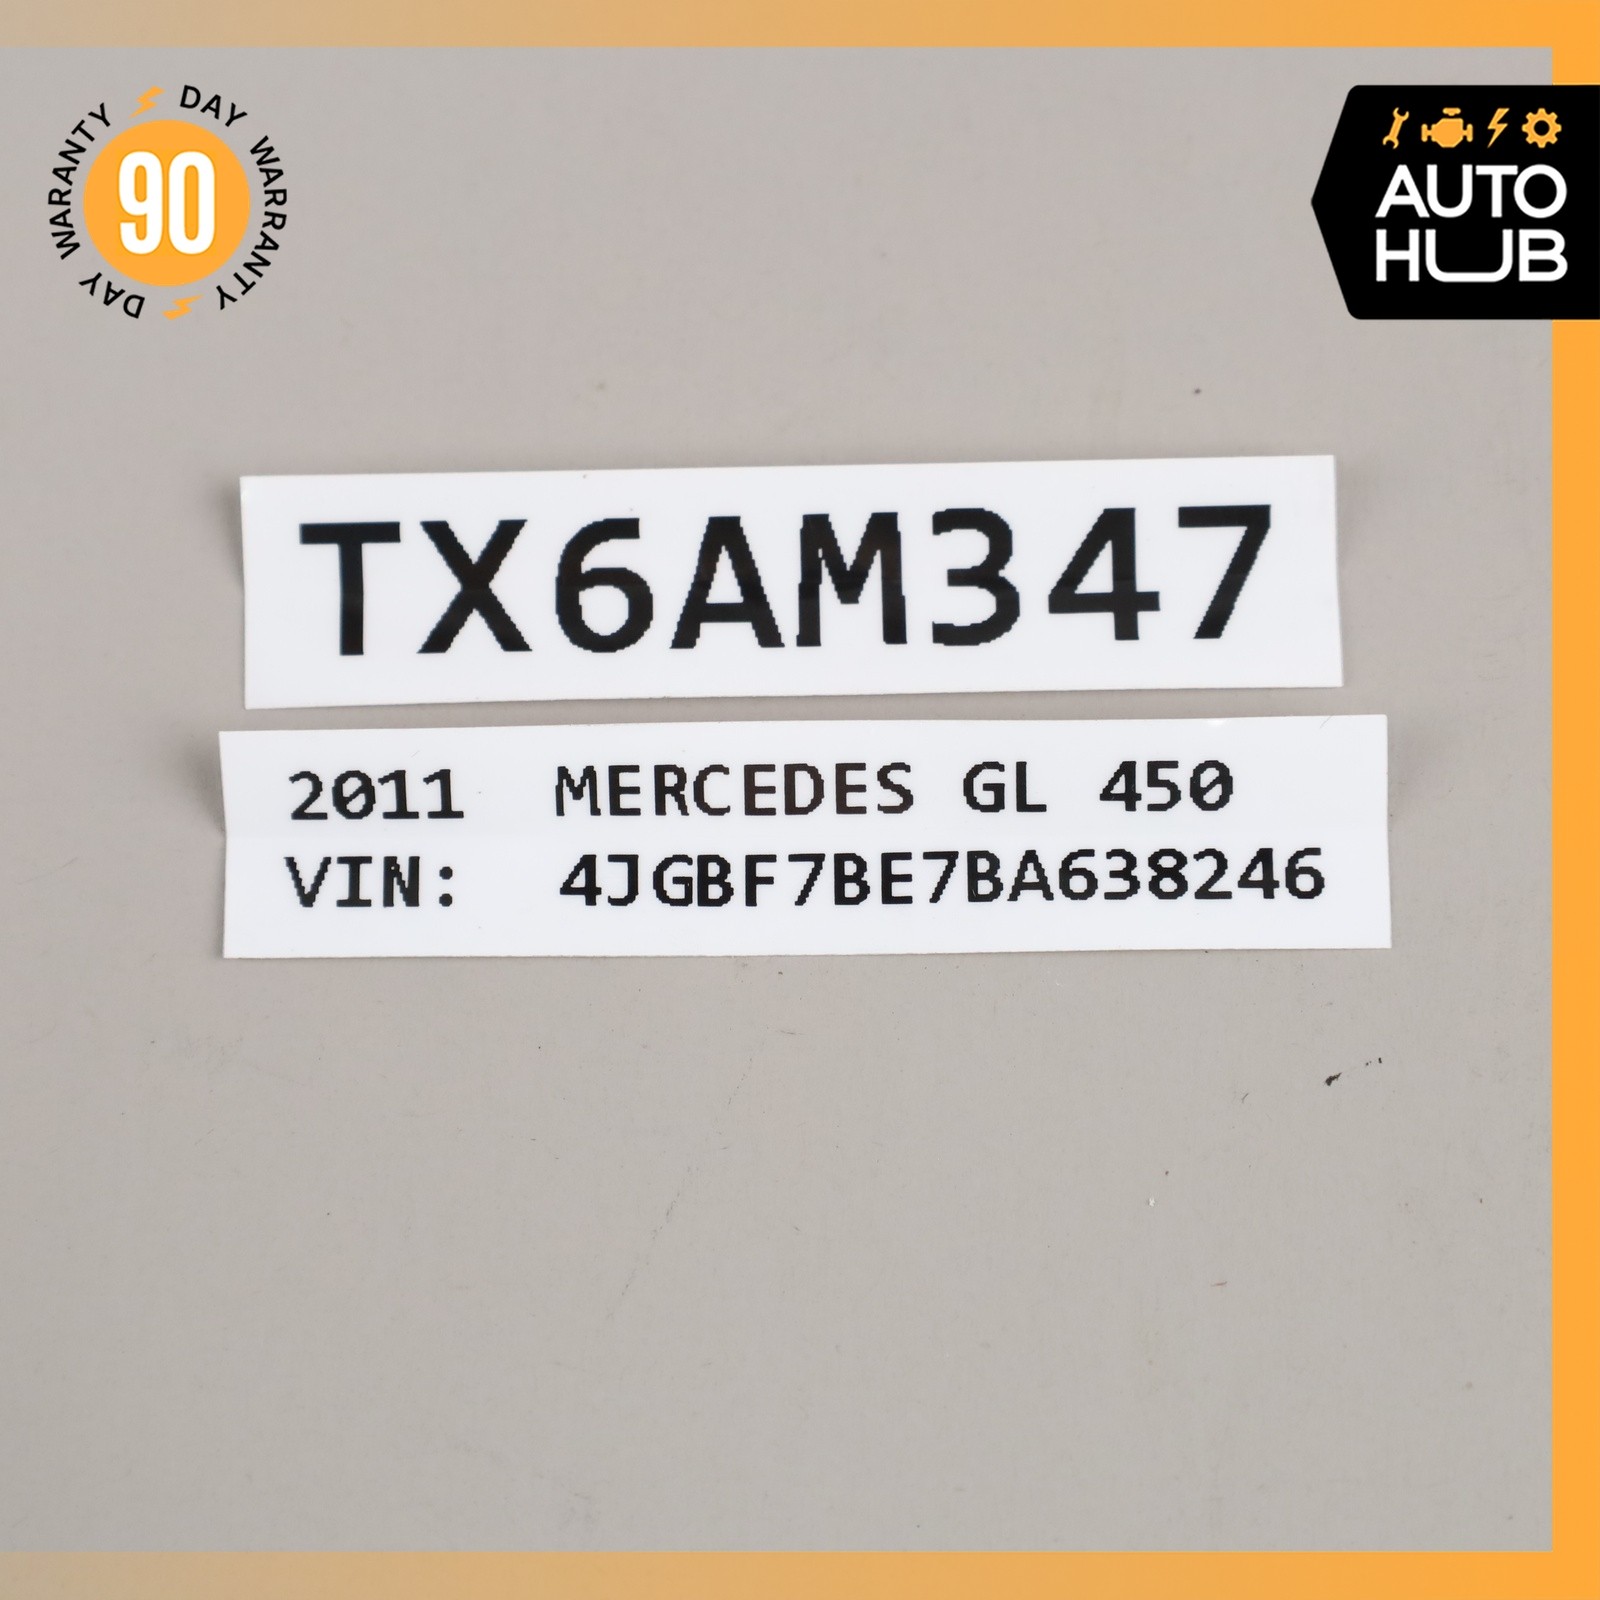 90
DAY WARRANTY
DAY WARRANTY
AUTO
HUB
TX6AM347
2011 MERCEDES GL 450
VIN: 4JGBF7BE7BA638246